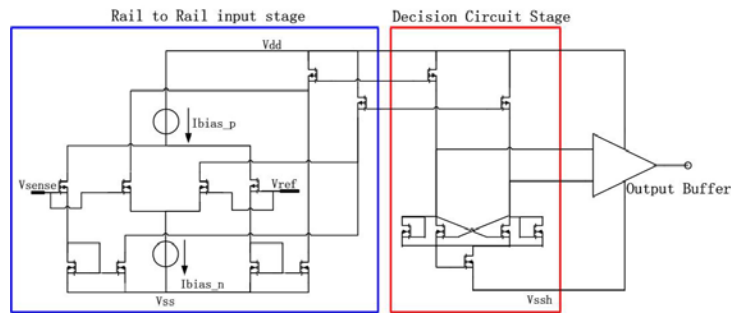 Rail to Rail input stage
Decision Circuit Stage
Vdd
Ibias_p
Vsense
Vref
Output Buffer
Ibias_n
Vss
Vssh